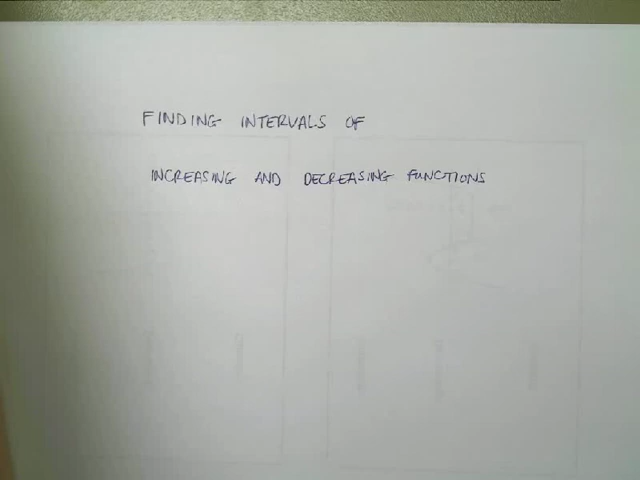 FINDING INTERVALS OF
INCREASING AND DECREASING FUNCTIONS